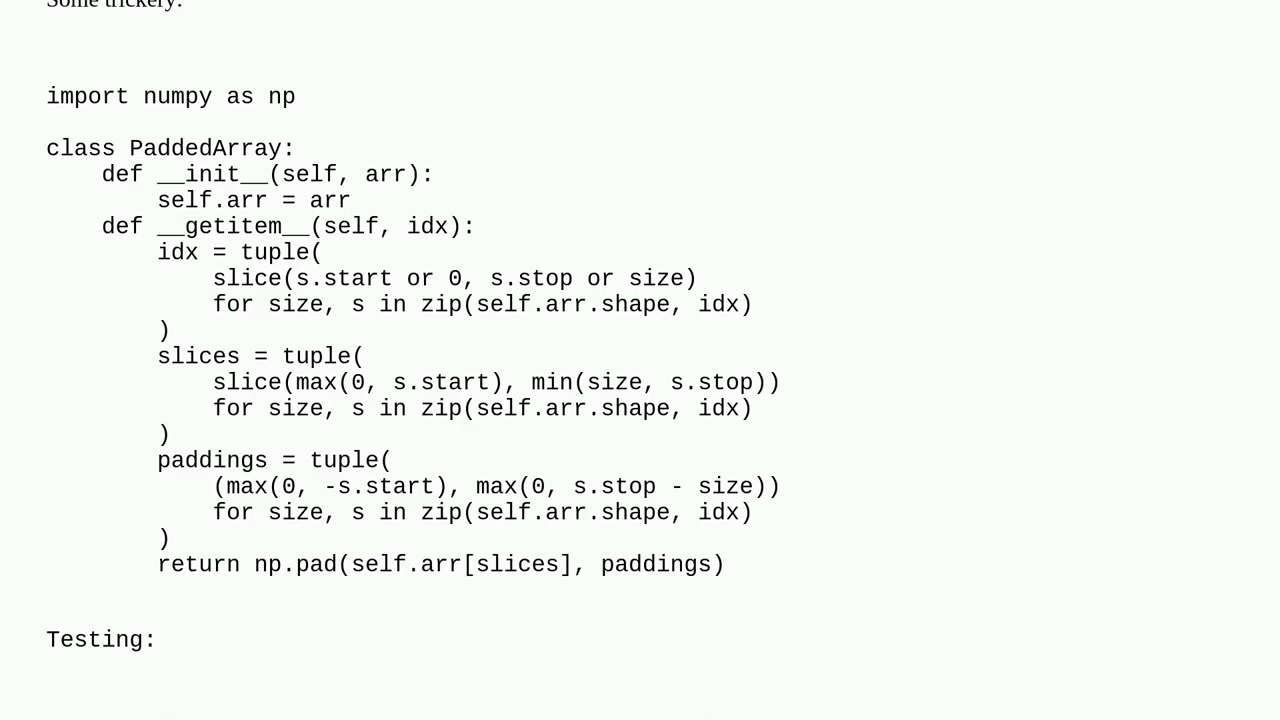 Some trickery:
import numpy as np
class PaddedArray:
    def __init__(self, arr):
        self.arr = arr
    def __getitem__(self, idx):
        idx = tuple(
            slice(s.start or 0, s.stop or size)
            for size, s in zip(self.arr.shape, idx)
        )
        slices = tuple(
            slice(max(0, s.start), min(size, s.stop))
            for size, s in zip(self.arr.shape, idx)
        )
        paddings = tuple(
            (max(0, -s.start), max(0, s.stop - size))
            for size, s in zip(self.arr.shape, idx)
        )
        return np.pad(self.arr[slices], paddings)
Testing: